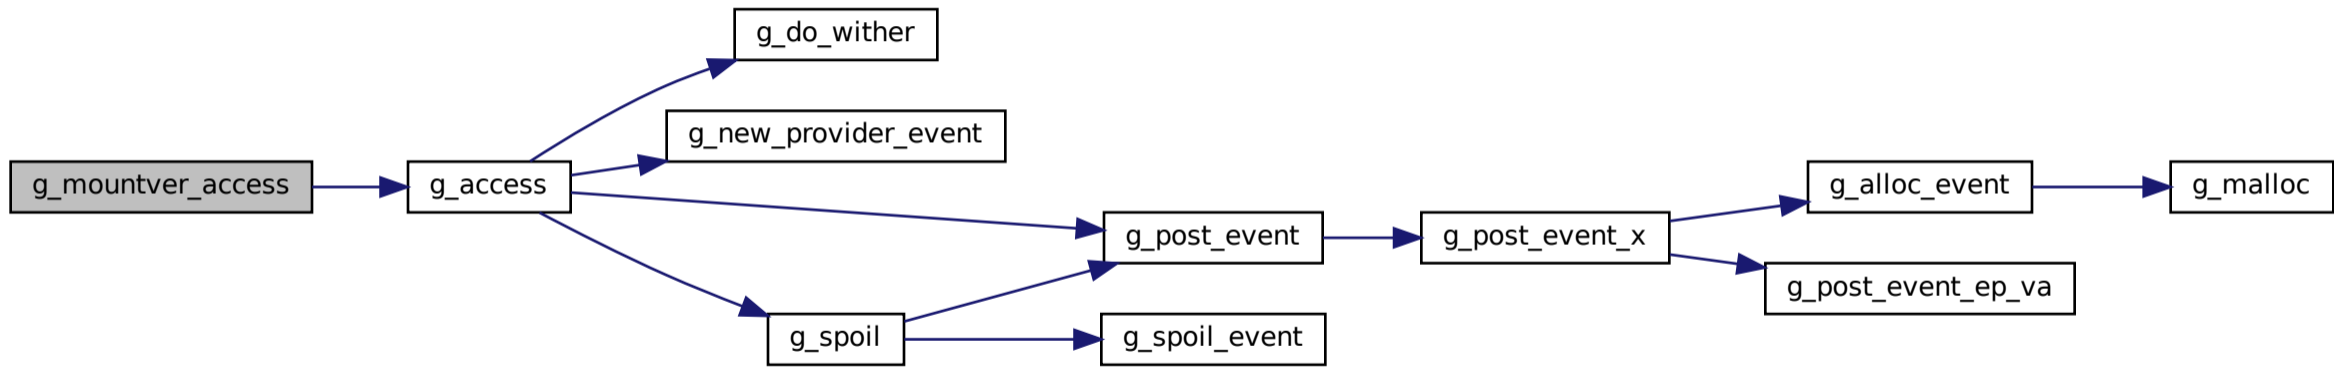 g_do_wither
g_new_provider_event
g_mountver_access
g_access
g_alloc_event
g_malloc
g_post_event
g_post_event_x
g_post_event_ep_va
g_spoil
g_spoil_event